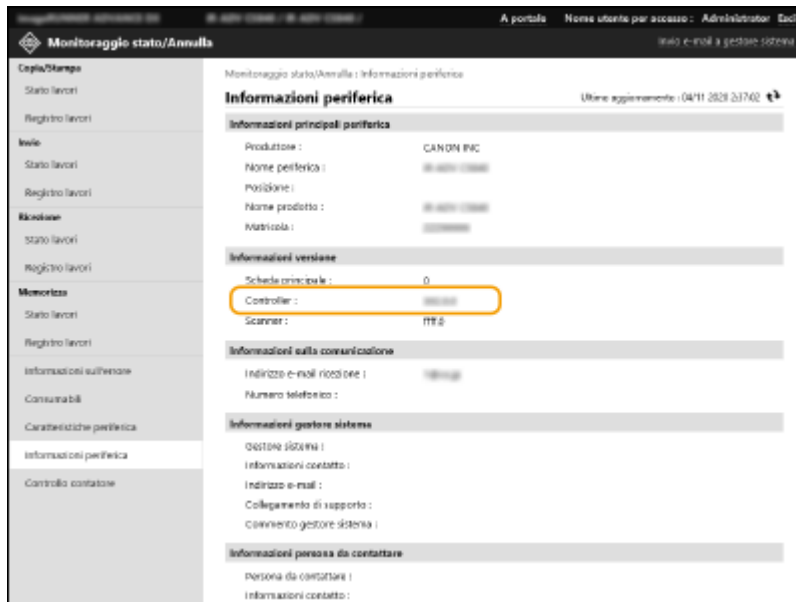 A portale Nome utente per accesso : Administrator Esci
Monitoraggio stato/Annulla
Invio e-mail a gestore sistema
Copia/Stampa
Stato lavori
Registro lavori
Invio
Stato lavori
Registro lavori
Ricezione
Stato lavori
Registro lavori
Memorizza
Stato lavori
Registro lavori
Informazioni sull'errore
Consumabili
Caratteristiche periferica
Informazioni periferica
Controllo contatore
Monitoraggio stato/Annulla : Informazioni periferica
Informazioni periferica
Ultimo aggiornamento : 04/11 2020 2:37:02
Informazioni principali periferica
Produttore : CANON INC
Nome periferica :
Posizione :
Nome prodotto :
Matricola :
Informazioni versione
Scheda principale : 0
Controller :
Scanner : ffff.0
Informazioni sulla comunicazione
Indirizzo e-mail ricezione :
Numero telefonico :
Informazioni gestore sistema
Gestore sistema :
Informazioni contatto :
Indirizzo e-mail :
Collegamento di supporto :
Commento gestore sistema :
Informazioni persona da contattare
Persona da contattare :
Informazioni contatto :